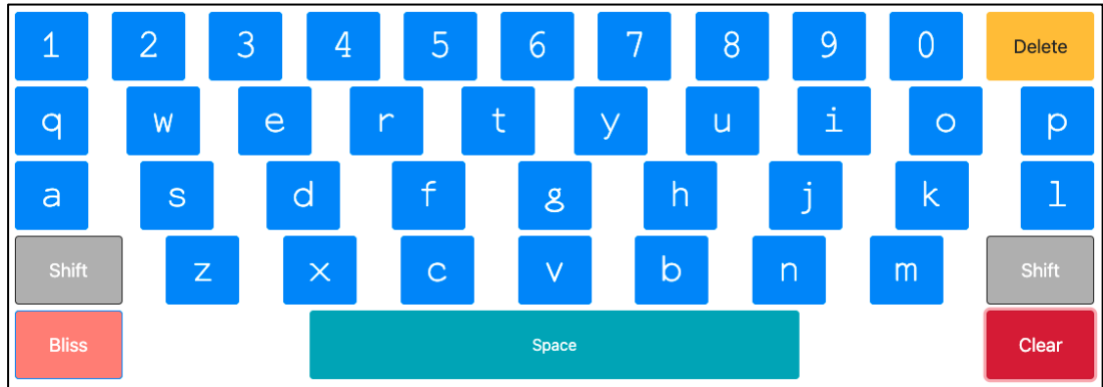 1 2 3 4 5 6 7 8 9 0 Delete
q w e r t y u i o p
a s d f g h j k l
Shift z x c v b n m Shift
Bliss Space Clear